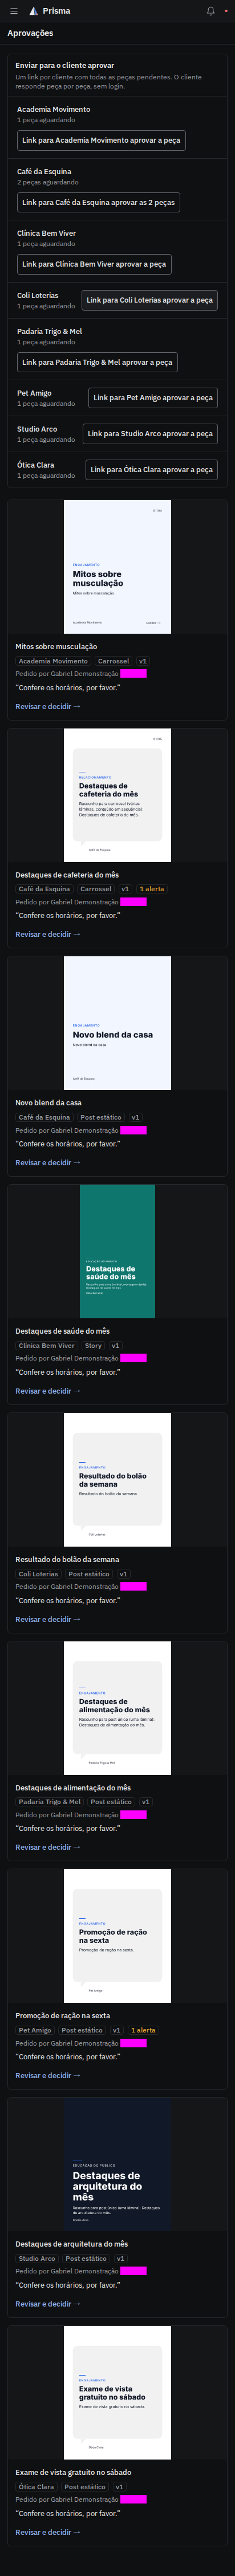 Prisma
Aprovações
Enviar para o cliente aprovar
Um link por cliente com todas as peças pendentes. O cliente
responde peça por peça, sem login.
Academia Movimento
1 peça aguardando
Link para Academia Movimento aprovar a peça
Café da Esquina
2 peças aguardando
Link para Café da Esquina aprovar as 2 peças
Clínica Bem Viver
1 peça aguardando
Link para Clínica Bem Viver aprovar a peça
Coli Loterias
1 peça aguardando
Link para Coli Loterias aprovar a peça
Padaria Trigo & Mel
1 peça aguardando
Link para Padaria Trigo & Mel aprovar a peça
Pet Amigo
1 peça aguardando
Link para Pet Amigo aprovar a peça
Studio Arco
1 peça aguardando
Link para Studio Arco aprovar a peça
Ótica Clara
1 peça aguardando
Link para Ótica Clara aprovar a peça
ENGAJAMENTO
Mitos sobre
musculação
Mitos sobre musculação.
Academia Movimento
Mitos sobre musculação
Academia Movimento Carrossel v1
Pedido por Gabriel Demonstração
“Confere os horários, por favor.”
Revisar e decidir →
RELACIONAMENTO
Destaques de
cafeteria do mês
Rascunho para carrossel (várias
lâminas, conteúdo em sequência):
Destaques de cafeteria do mês.
Café da Esquina
Destaques de cafeteria do mês
Café da Esquina Carrossel v1 1 alerta
Pedido por Gabriel Demonstração
“Confere os horários, por favor.”
Revisar e decidir →
ENGAJAMENTO
Novo blend da casa
Novo blend da casa.
Café da Esquina
Novo blend da casa
Café da Esquina Post estático v1
Pedido por Gabriel Demonstração
“Confere os horários, por favor.”
Revisar e decidir →
Destaques de
saúde do mês
Destaques de saúde do mês
Clínica Bem Viver Story v1
Pedido por Gabriel Demonstração
“Confere os horários, por favor.”
Revisar e decidir →
ENGAJAMENTO
Resultado do bolão
da semana
Resultado do bolão da semana.
Coli Loterias
Resultado do bolão da semana
Coli Loterias Post estático v1
Pedido por Gabriel Demonstração
“Confere os horários, por favor.”
Revisar e decidir →
ENGAJAMENTO
Destaques de
alimentação do mês
Rascunho para post único (uma lâmina):
Destaques de alimentação do mês.
Padaria Trigo & Mel
Destaques de alimentação do mês
Padaria Trigo & Mel Post estático v1
Pedido por Gabriel Demonstração
“Confere os horários, por favor.”
Revisar e decidir →
ENGAJAMENTO
Promoção de ração
na sexta
Promoção de ração na sexta.
Pet Amigo
Promoção de ração na sexta
Pet Amigo Post estático v1 1 alerta
Pedido por Gabriel Demonstração
“Confere os horários, por favor.”
Revisar e decidir →
EDUCAÇÃO DO PÚBLICO
Destaques de
arquitetura do
mês
Rascunho para post único (uma lâmina): Destaques
de arquitetura do mês.
Studio Arco
Destaques de arquitetura do mês
Studio Arco Post estático v1
Pedido por Gabriel Demonstração
“Confere os horários, por favor.”
Revisar e decidir →
ENGAJAMENTO
Exame de vista
gratuito no sábado
Exame de vista gratuito no sábado.
Ótica Clara
Exame de vista gratuito no sábado
Ótica Clara Post estático v1
Pedido por Gabriel Demonstração
“Confere os horários, por favor.”
Revisar e decidir →